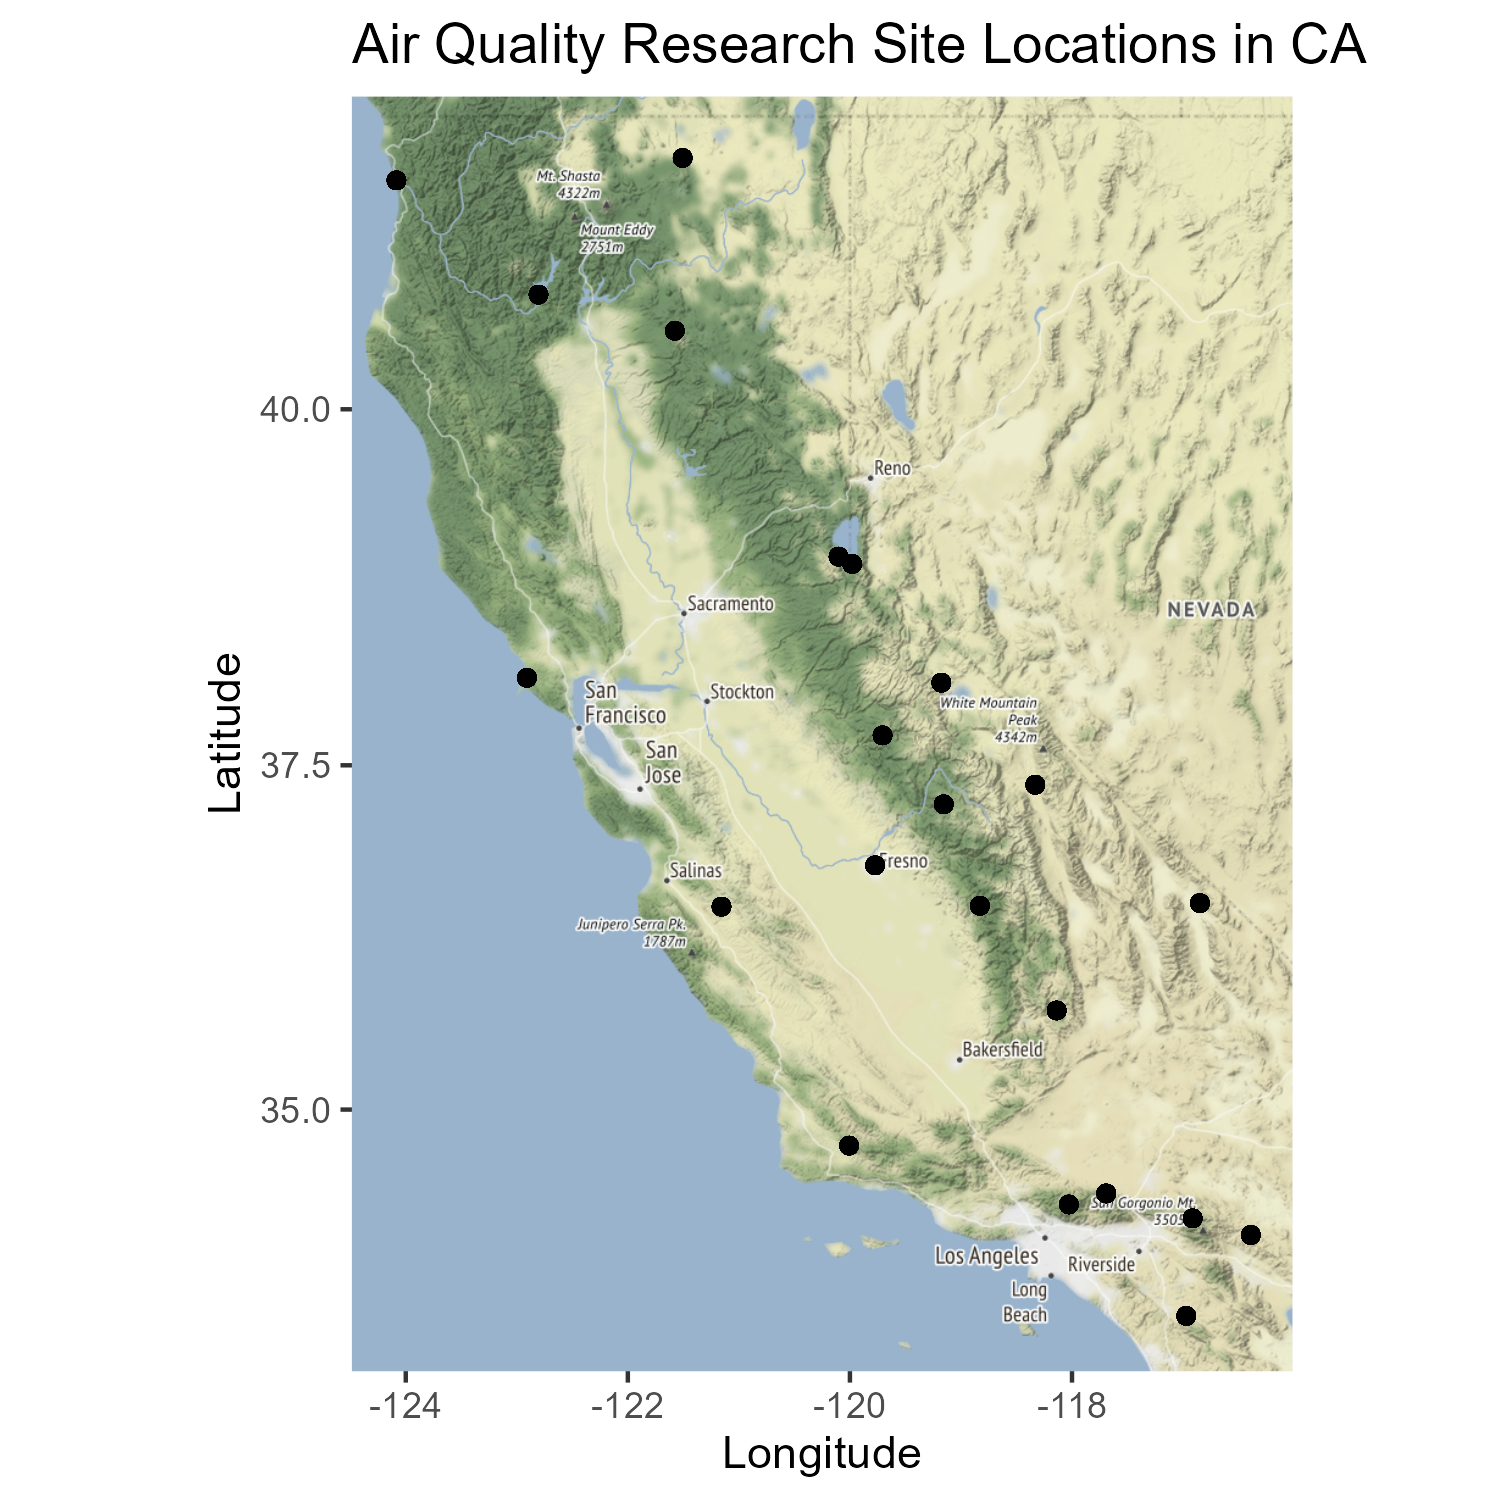 Air Quality Research Site Locations in CA
Mt. Shasta
4322m
Mount Eddy
2751m
40.0
Reno
Sacramento
NEVADA
San
Francisco
Stockton
White Mountain
Peak
4342m
San
Jose
Latitude
37.5
Fresno
Salinas
Junipero Serra Pk.
1787m
Bakersfield
35.0
San Gorgonio Mt.
3505
Los Angeles
Riverside
Long
Beach
-124
-122
-120
-118
Longitude